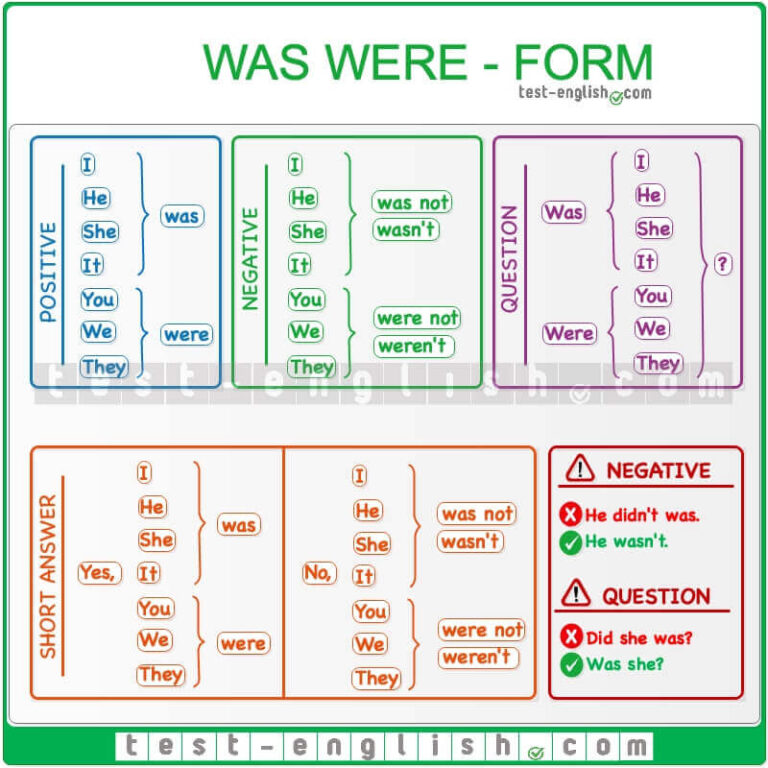 WAS WERE - FORM
test-english.com
POSITIVE
I
He
She
It
was
You
We
They
were
NEGATIVE
I
He
She
It
was not
wasn't
You
We
They
were not
weren't
QUESTION
Was
I
He
She
It
Were
You
We
They
?
test-english.com
SHORT ANSWER
Yes,
I
He
She
It
was
You
We
They
were
No,
I
He
She
It
was not
wasn't
You
We
They
were not
weren't
! NEGATIVE
He didn't was.
He wasn't.
! QUESTION
Did she was?
Was she?
test-english.com